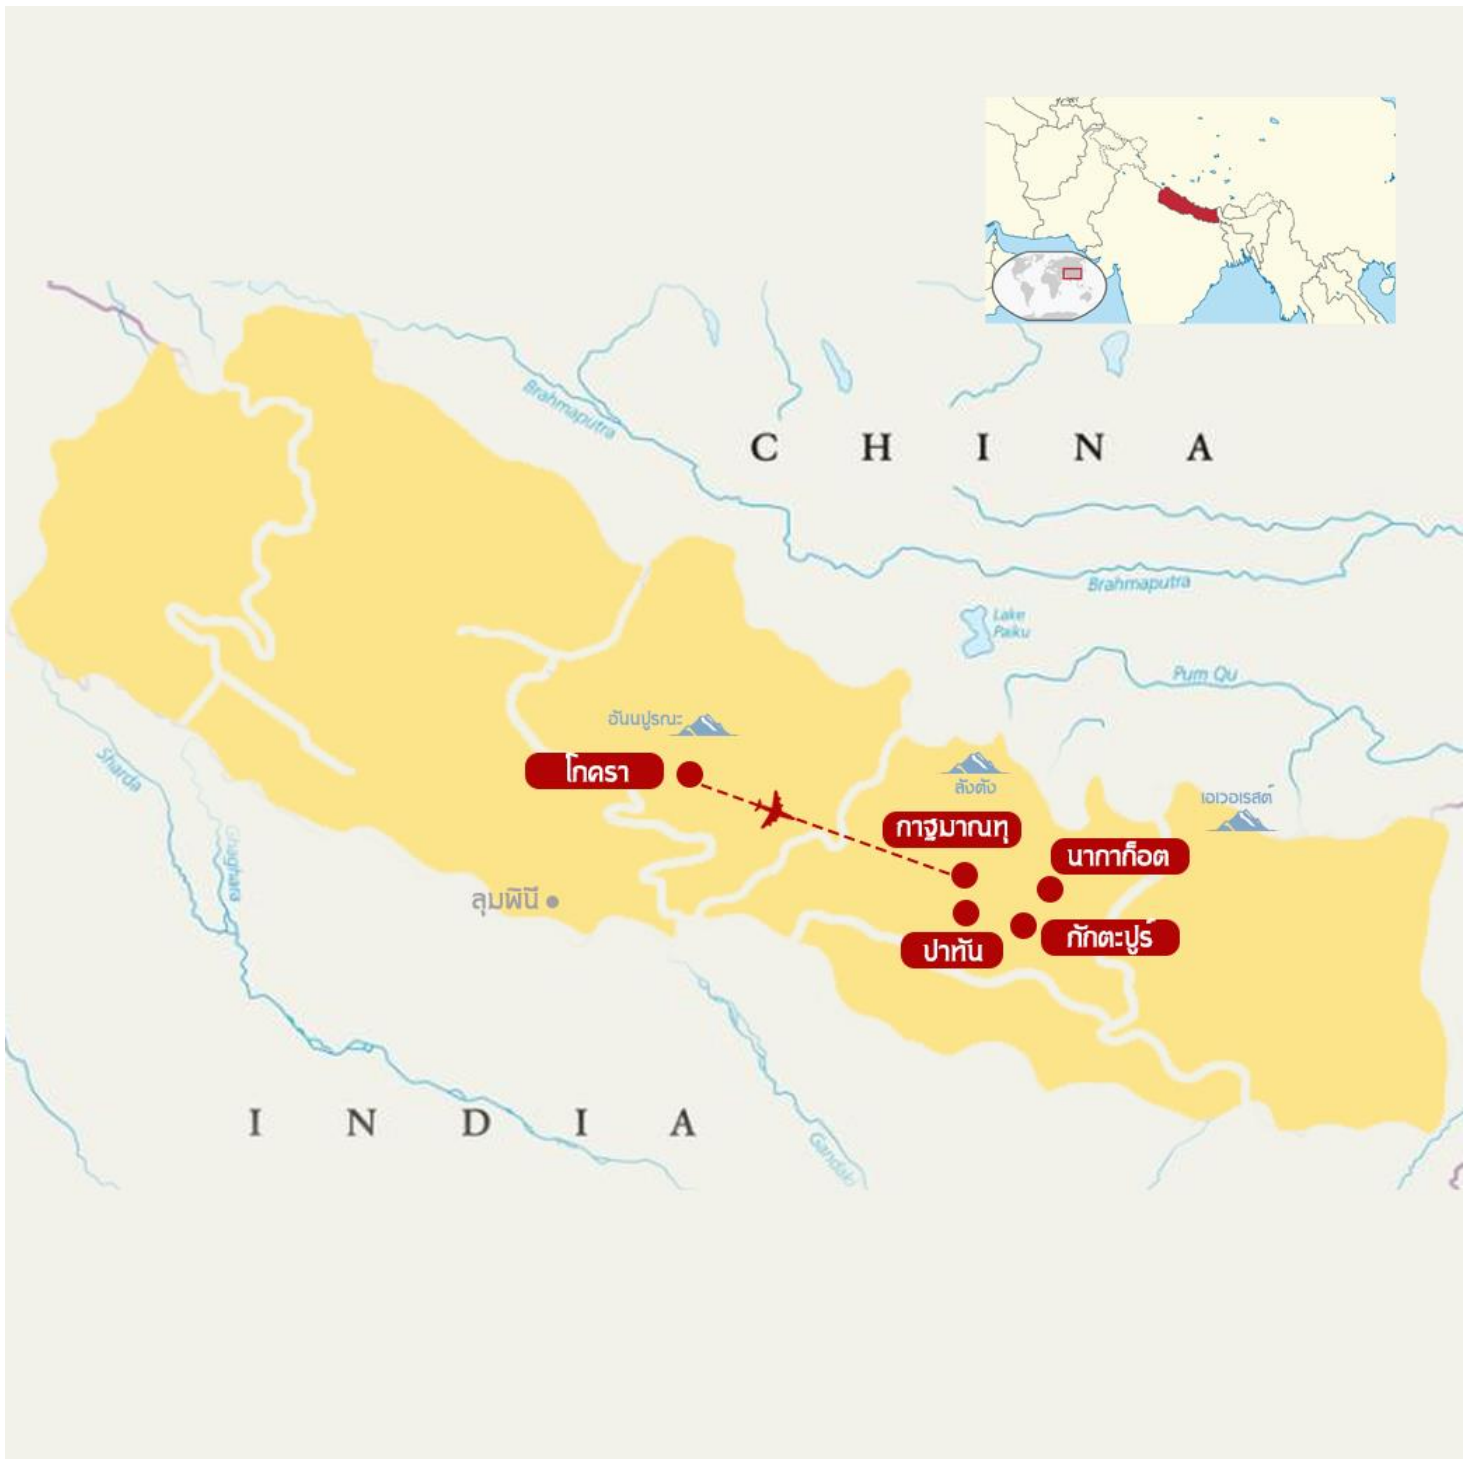 Brahmaputra
CHINA
Brahmaputra
Lake
Paiku
Pum Qu
อันนปูรณะ
โภครา
ลังตัง
เอเวอเรสต์
กาฐมาณฑุ
นากาก็อต
Sharda
Ghaghara
ลุมพินี
ปาทัน
ภักตะปูร์
INDIA
Gandaki